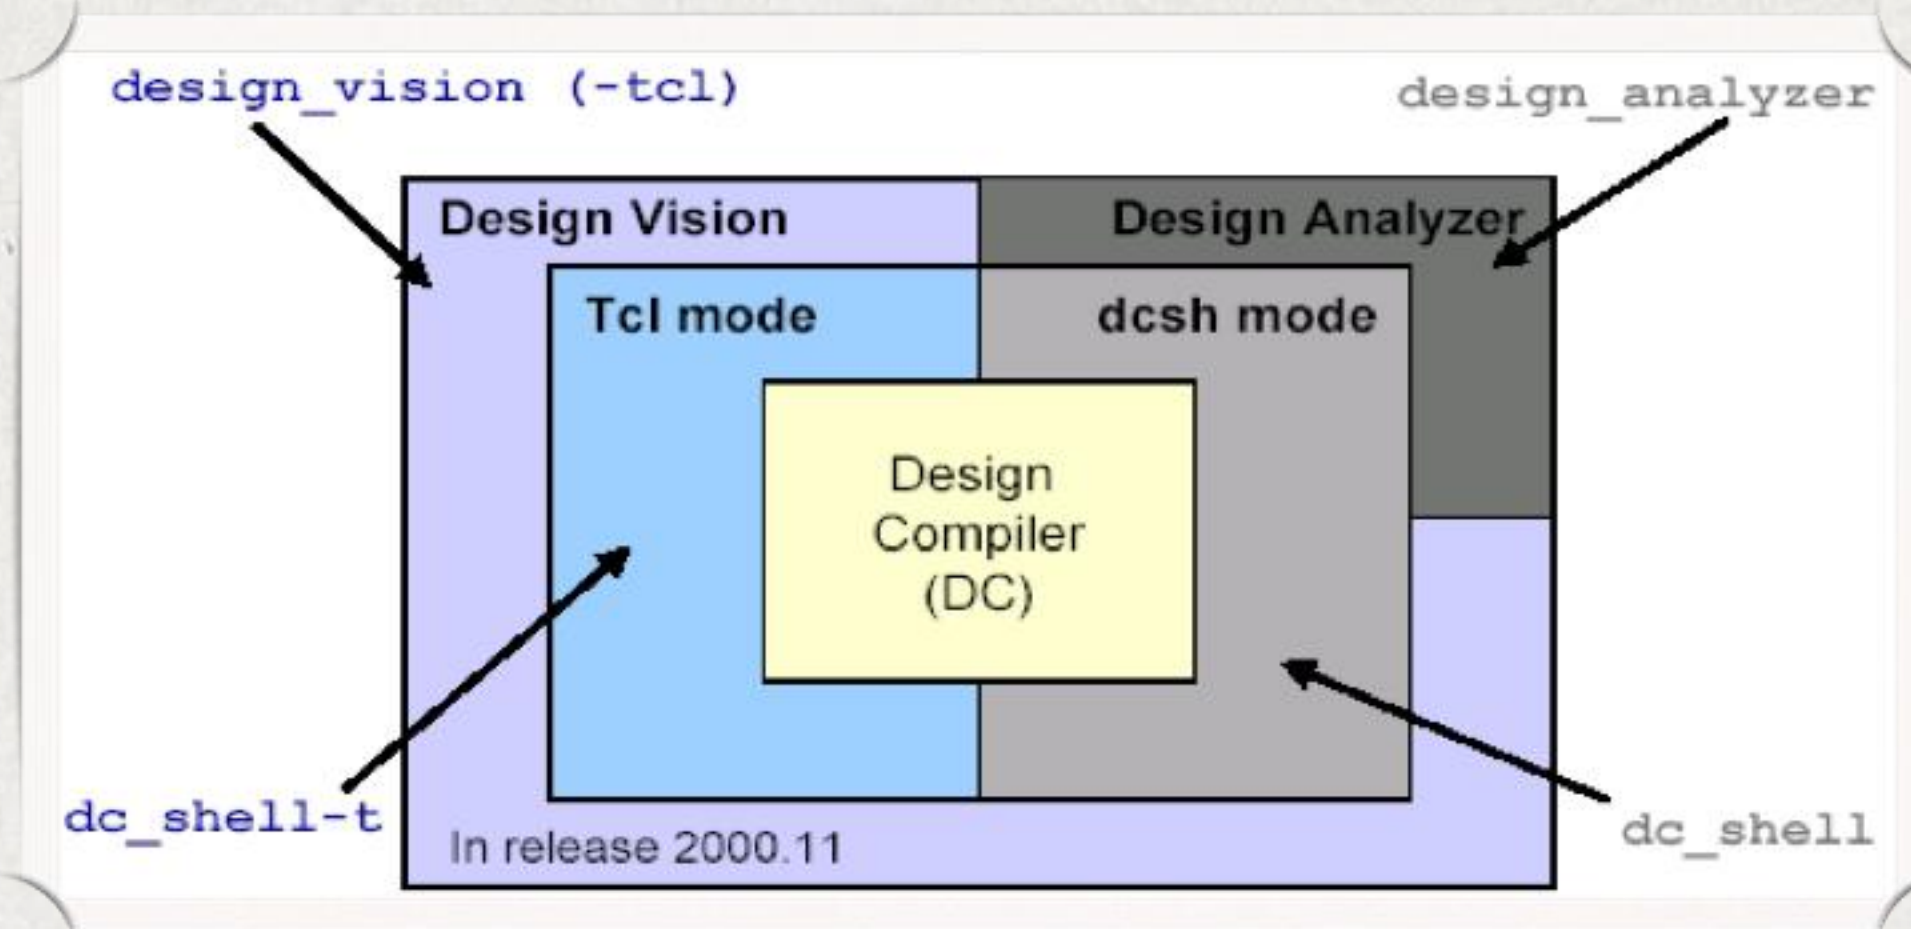 design_vision (-tcl)
design_analyzer
Design Vision
Design Analyzer
Tcl mode
dcsh mode
Design
Compiler
(DC)
dc_shell-t
In release 2000.11
dc_shell